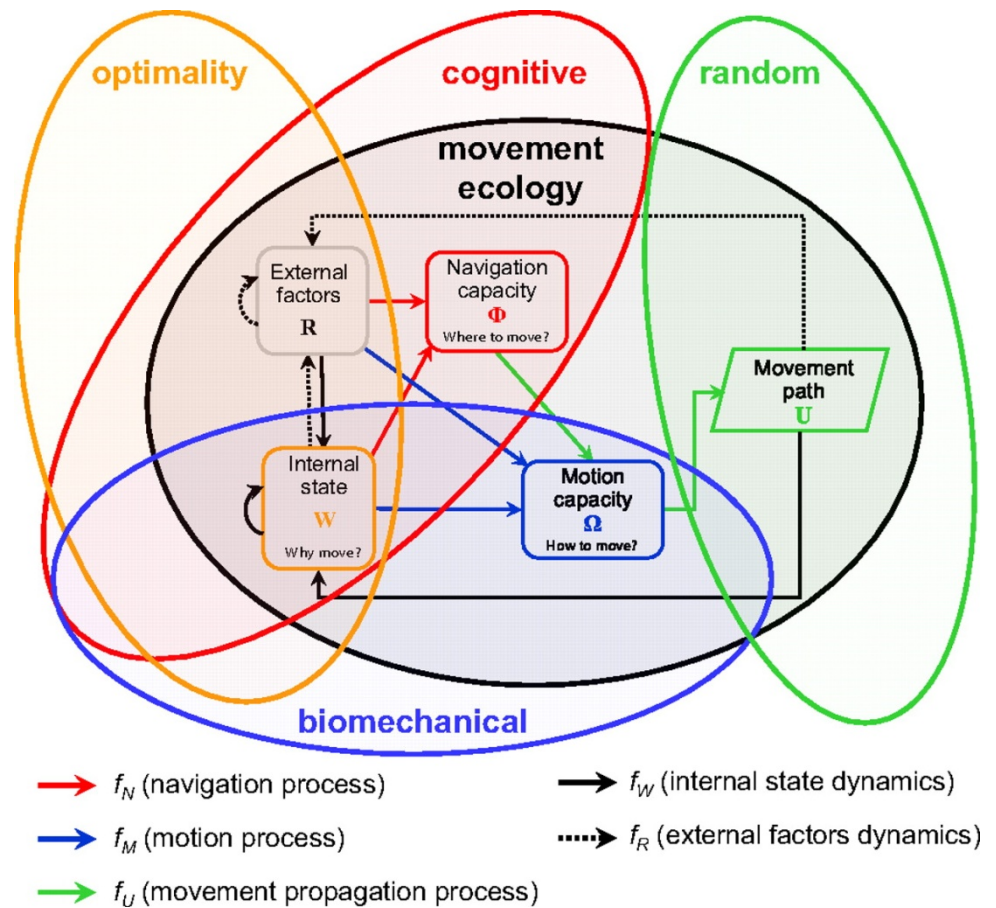 optimality
cognitive
random
movement
ecology
External
factors
R
Navigation
capacity
Φ
Where to move?
Movement
path
U
Internal
state
W
Why move?
Motion
capacity
Ω
How to move?
biomechanical
f_N (navigation process)
f_W (internal state dynamics)
f_M (motion process)
f_R (external factors dynamics)
f_U (movement propagation process)